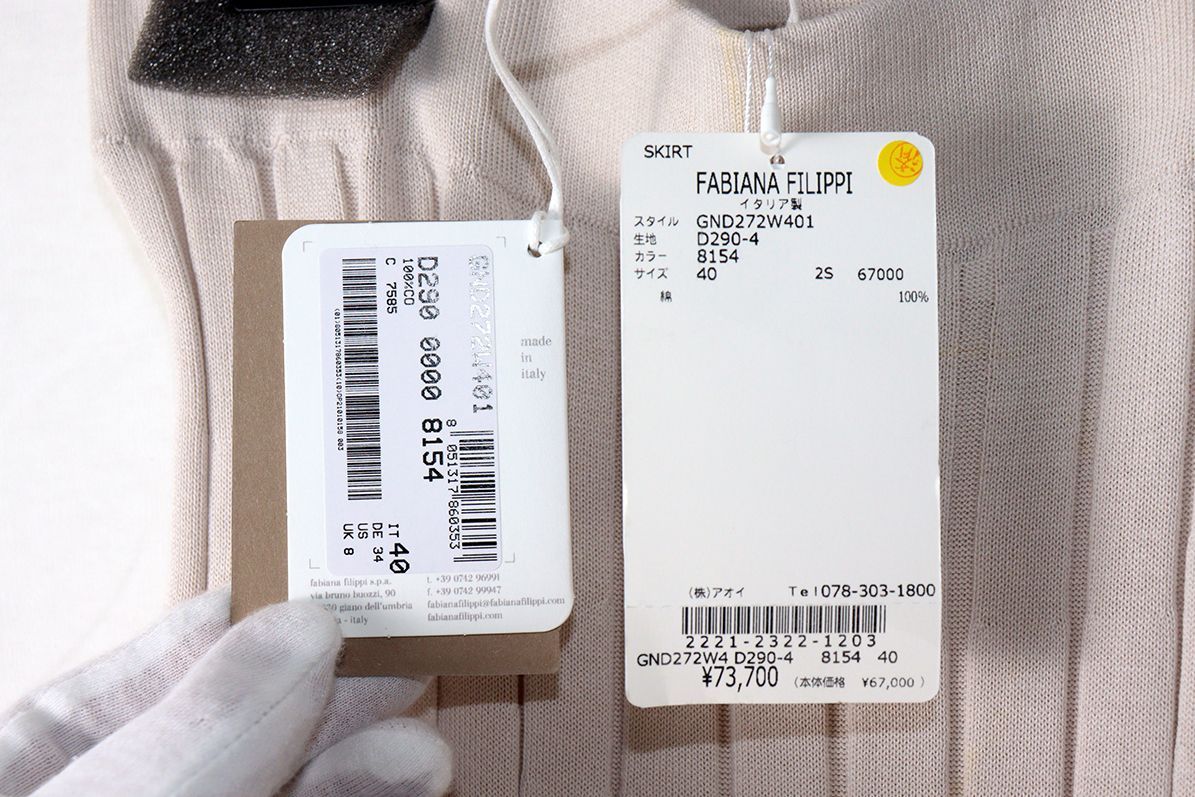 GND272W401
D290 0000 8154
100%CO
C 7585
8 051317 860353
IT 40
DE 34
US
UK 8
made
in
italy
fabiana filippi s.p.a.
via bruno buozzi, 90
giano dell'umbria
- italy
t. +39 0742 96991
f. +39 0742 99947
fabianafilippi@fabianafilippi.com
fabianafilippi.com
SKIRT
FABIANA FILIPPI
イタリア製
スタイル GND272W401
生地 D290-4
カラー 8154
サイズ 40 2S 67000
綿 100%
(株)アオイ Tel078-303-1800
2221-2322-1203
GND272W4 D290-4 8154 40
¥73,700 (本体価格 ¥67,000 )